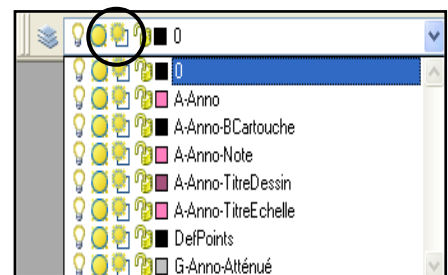 0
0
A-Anno
A-Anno-BCartouche
A-Anno-Note
A-Anno-TitreDessin
A-Anno-TitreEchelle
DefPoints
G-Anno-Atténué